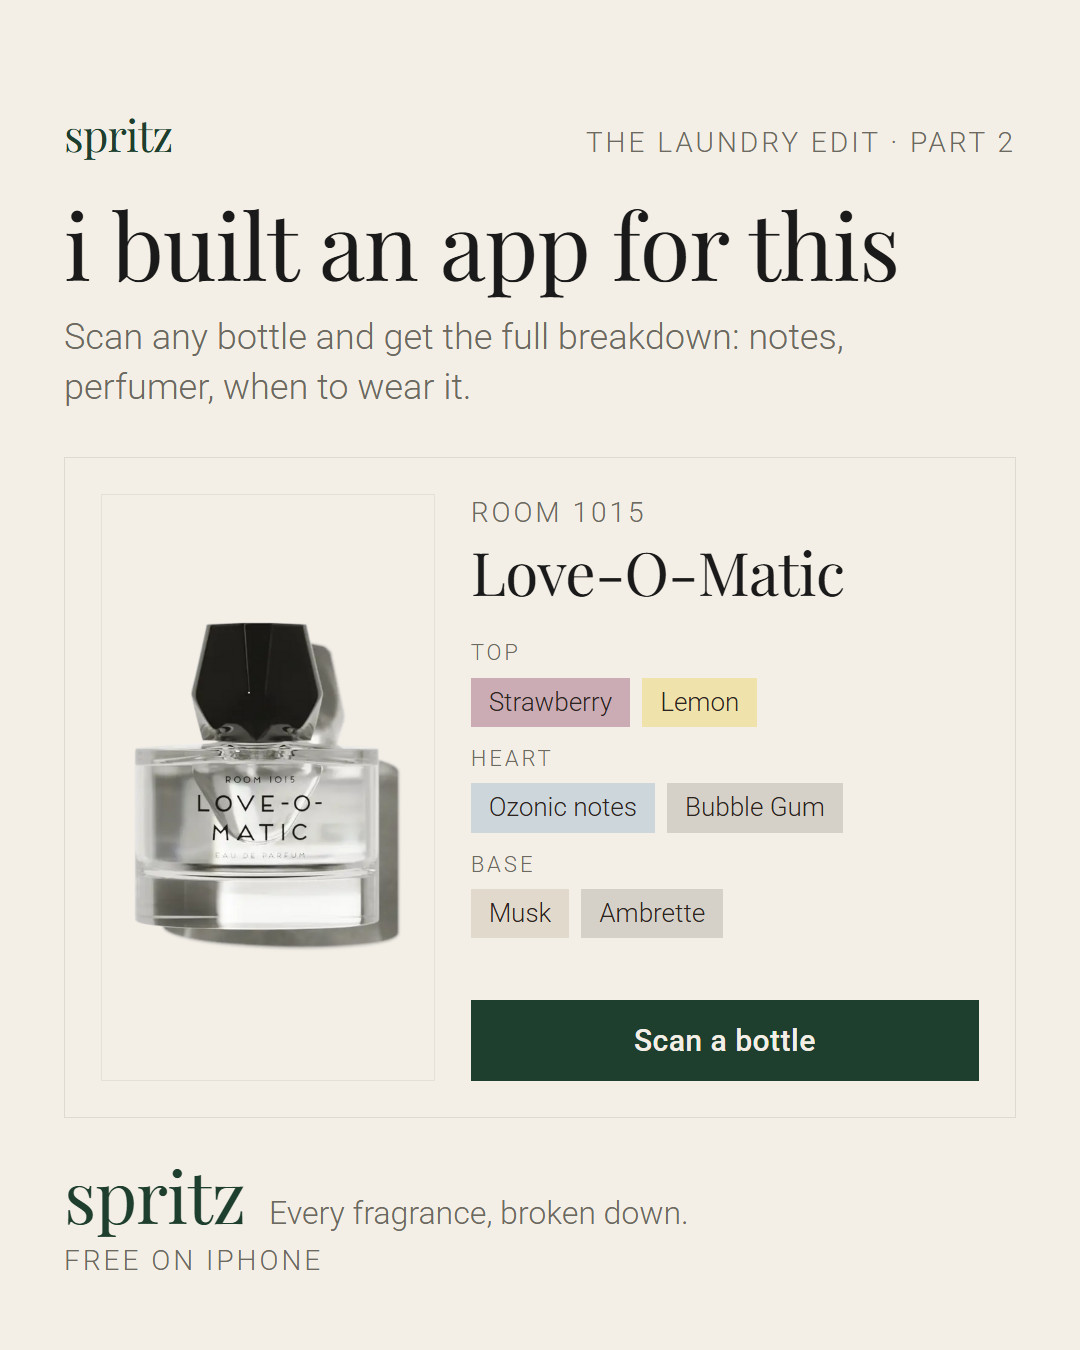 spritz
THE LAUNDRY EDIT · PART 2
i built an app for this
Scan any bottle and get the full breakdown: notes,
perfumer, when to wear it.
ROOM 1015
LOVE-O-
MATIC
EAU DE PARFUM
ROOM 1015
Love-O-Matic
TOP
Strawberry
Lemon
HEART
Ozonic notes
Bubble Gum
BASE
Musk
Ambrette
Scan a bottle
spritz
Every fragrance, broken down.
FREE ON IPHONE